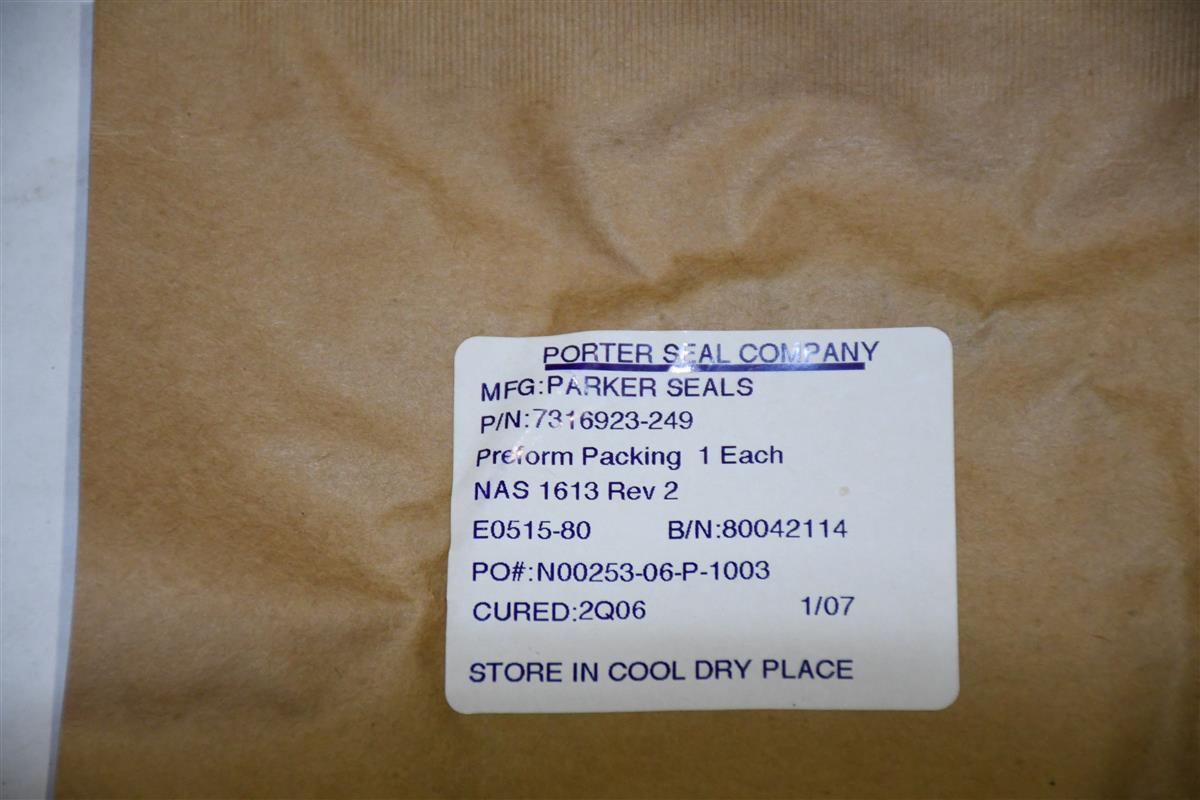 PORTER SEAL COMPANY
MFG:PARKER SEALS
P/N:7316923-249
Preform Packing 1 Each
NAS 1613 Rev 2
E0515-80 B/N:80042114
PO#:N00253-06-P-1003
CURED:2Q06 1/07
STORE IN COOL DRY PLACE